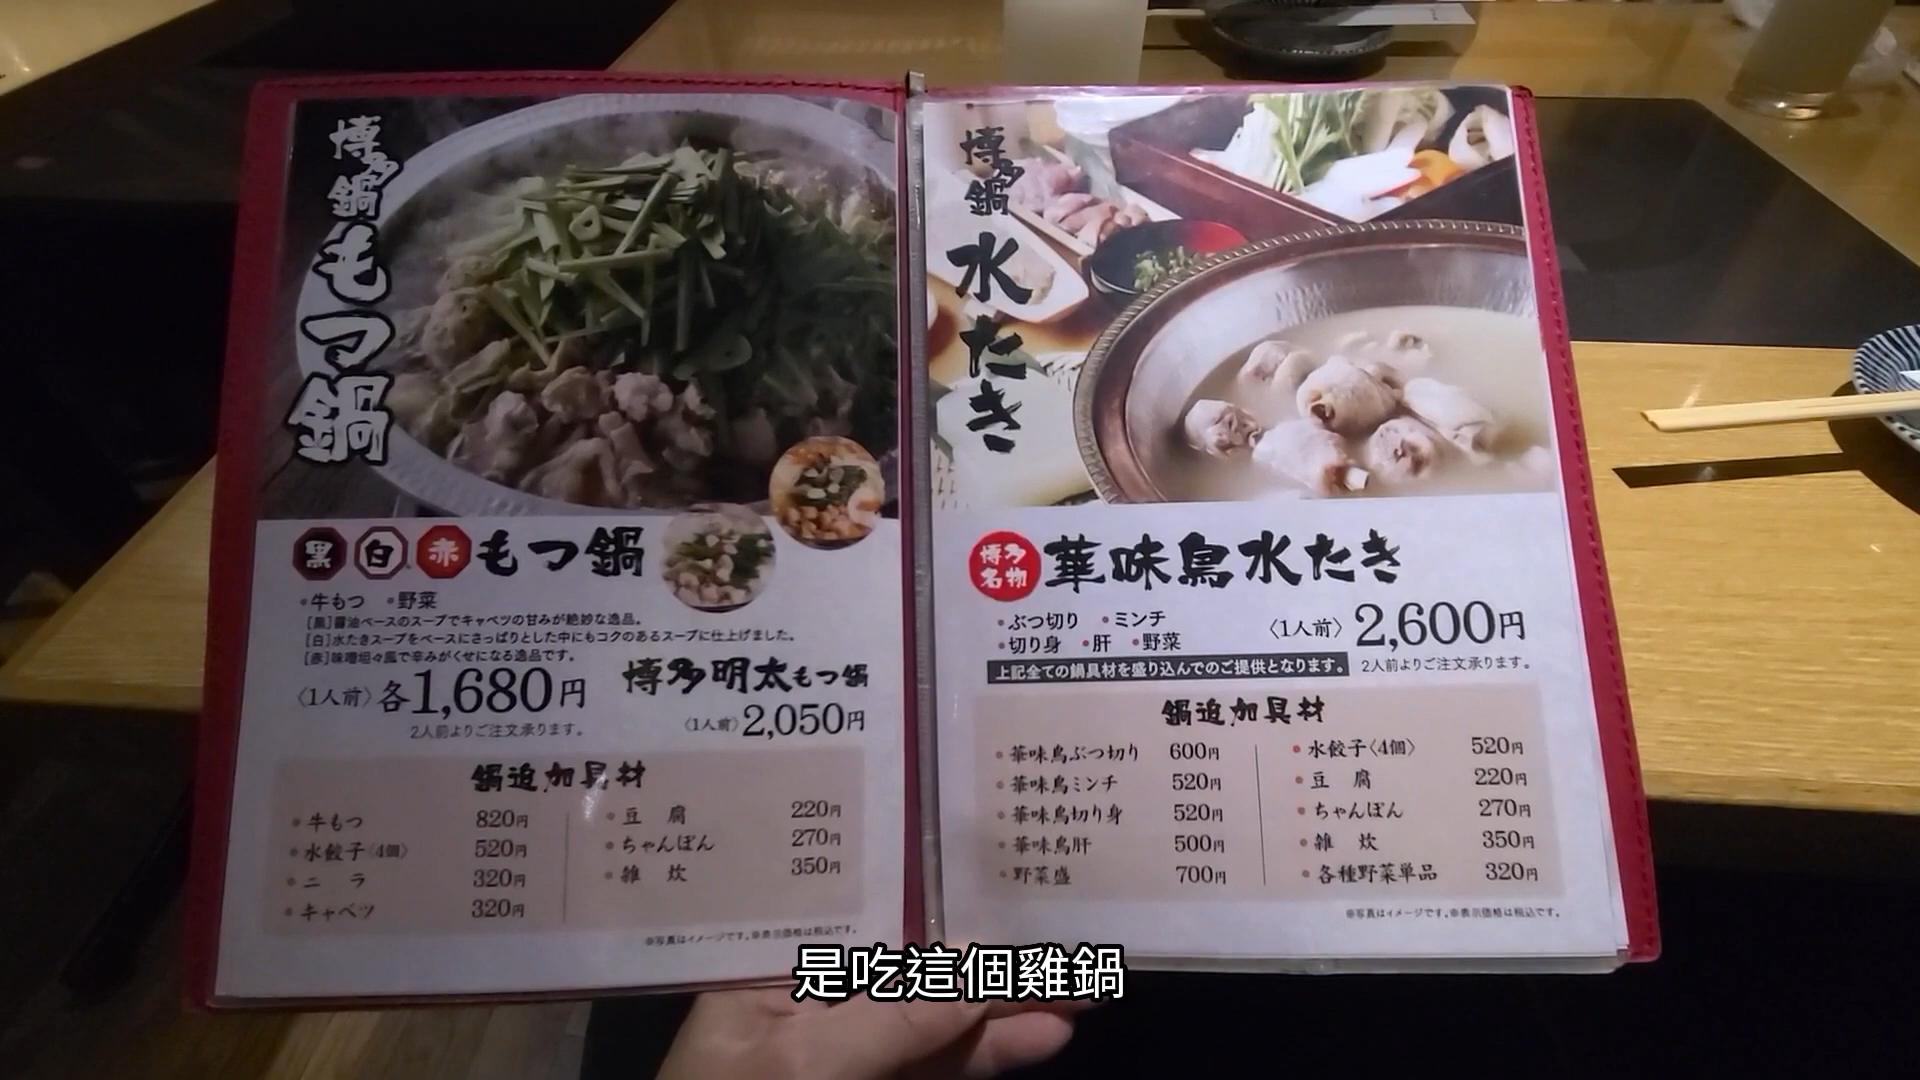 博多鍋
もつ鍋
黒 白 赤 もつ鍋
•牛もつ •野菜
[黒]醤油ベースのスープでキャベツの甘みが絶妙な逸品。
[白]水たきスープをベースにさっぱりとした中にもコクのあるスープに仕上げました。
[赤]味噌坦々風で辛みがくせになる逸品です。
〈1人前〉各1,680円
2人前よりご注文承ります。
博多明太もつ鍋
〈1人前〉2,050円
鍋追加具材
•牛もつ 820円
•水餃子〈4個〉 520円
•ニラ 320円
•キャベツ 320円
•豆腐 220円
•ちゃんぽん 270円
•雑炊 350円
※写真はイメージです。※表示価格は税込です。
博多鍋
水たき
博多名物 華味鳥水たき
•ぶつ切り •ミンチ
•切り身 •肝 •野菜
〈1人前〉2,600円
上記全ての鍋具材を盛り込んでのご提供となります。
2人前よりご注文承ります。
鍋追加具材
•華味鳥ぶつ切り 600円
•華味鳥ミンチ 520円
•華味鳥切り身 520円
•華味鳥肝 500円
•野菜盛 700円
•水餃子〈4個〉 520円
•豆腐 220円
•ちゃんぽん 270円
•雑炊 350円
•各種野菜単品 320円
※写真はイメージです。※表示価格は税込です。
是吃這個雞鍋